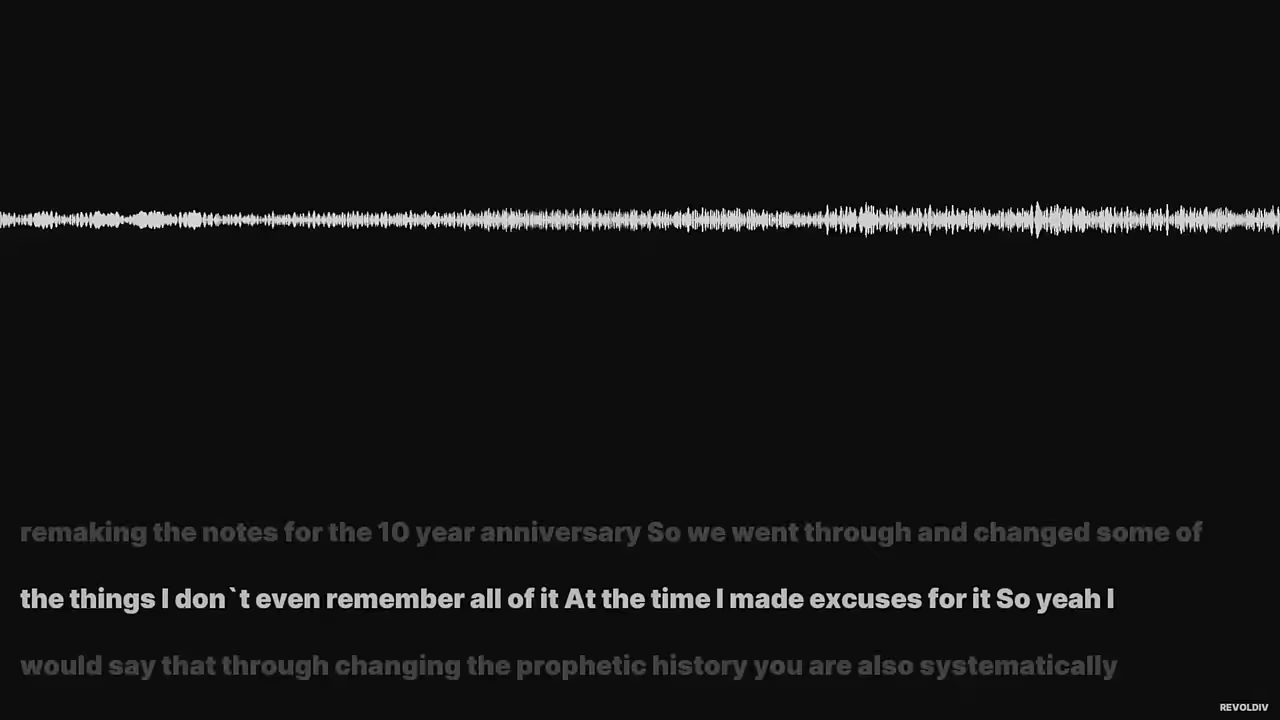 remaking the notes for the 10 year anniversary So we went through and changed some of
the things I don`t even remember all of it At the time I made excuses for it So yeah I
would say that through changing the prophetic history you are also systematically
REVOLDIV